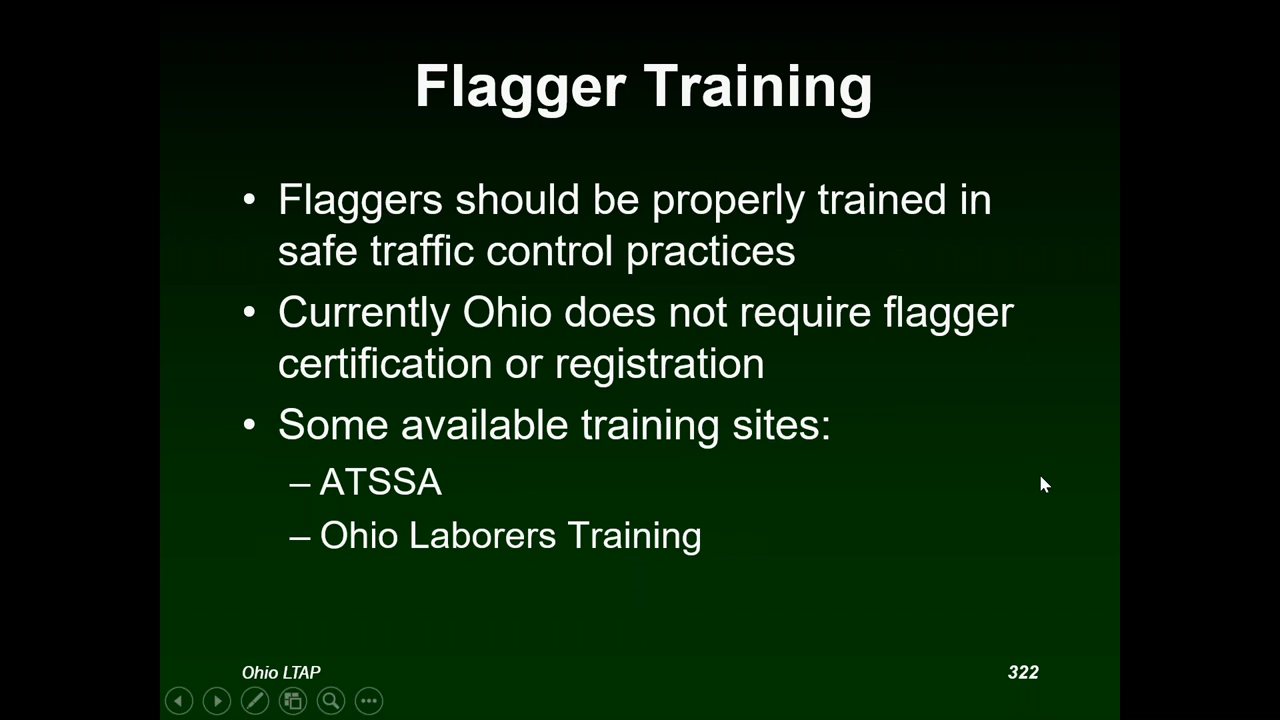 Flagger Training
• Flaggers should be properly trained in
safe traffic control practices
• Currently Ohio does not require flagger
certification or registration
• Some available training sites:
– ATSSA
– Ohio Laborers Training
Ohio LTAP
322